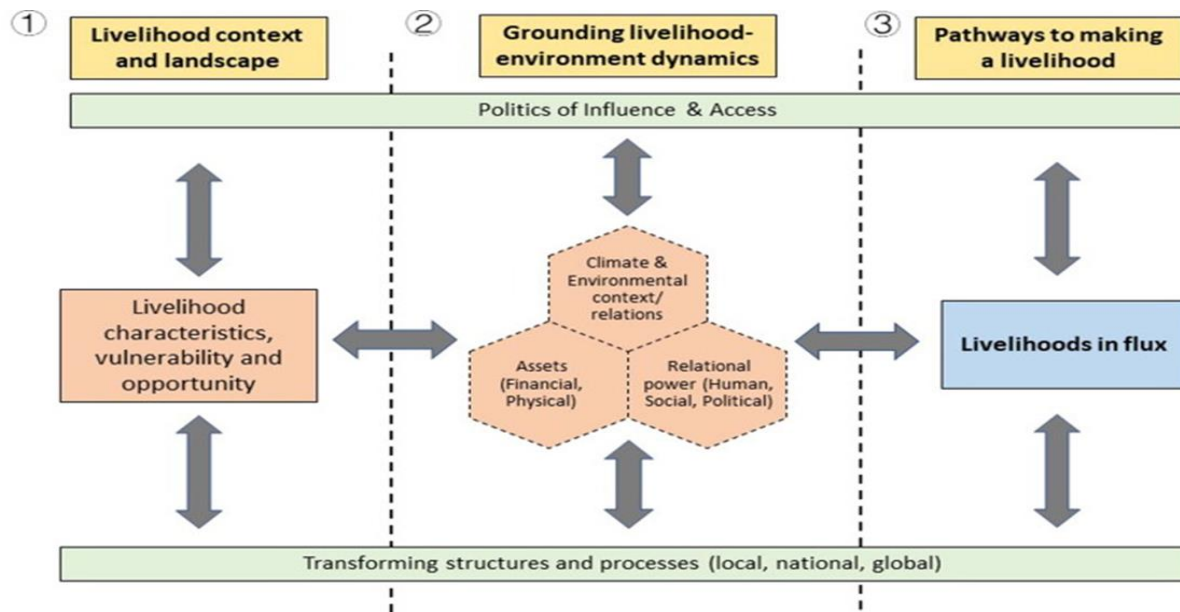 ①
Livelihood context
and landscape
②
Grounding livelihood-
environment dynamics
③
Pathways to making
a livelihood
Politics of Influence & Access
Livelihood
characteristics,
vulnerability and
opportunity
Climate &
Environmental
context/
relations
Assets
(Financial,
Physical)
Relational
power (Human,
Social, Political)
Livelihoods in flux
Transforming structures and processes (local, national, global)